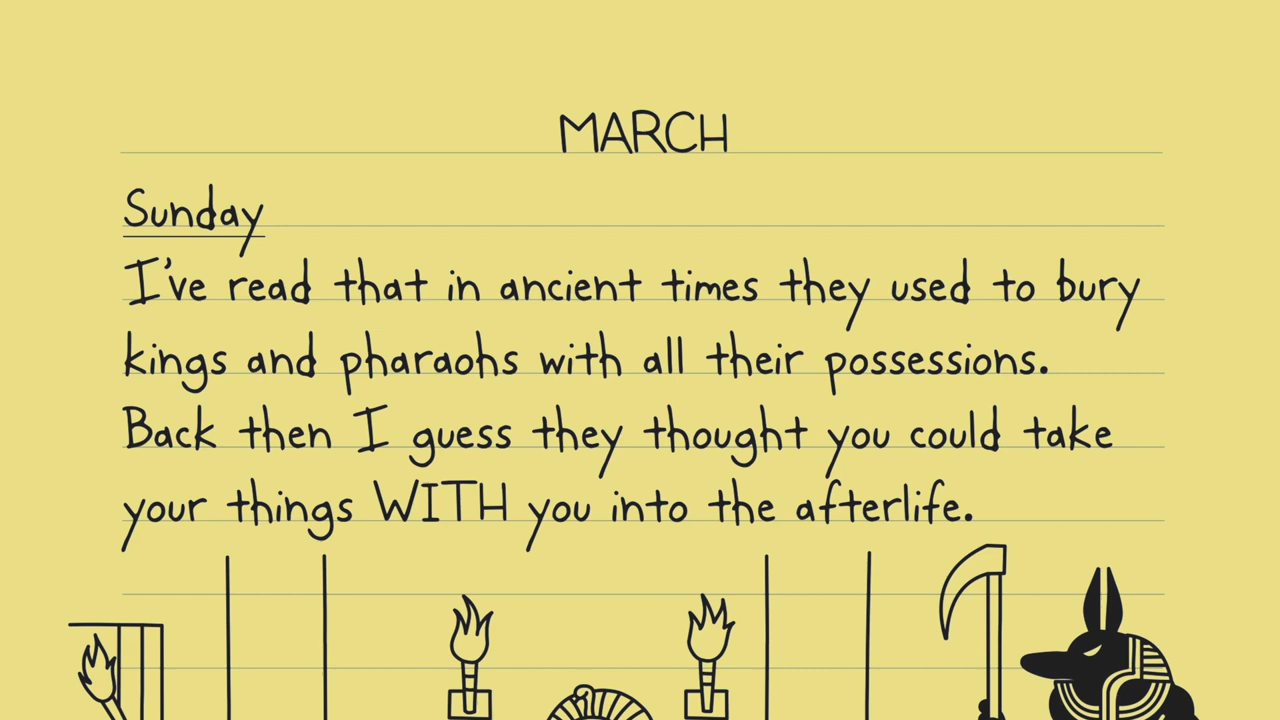 MARCH
Sunday
I've read that in ancient times they used to bury
kings and pharaohs with all their possessions.
Back then I guess they thought you could take
your things WITH you into the afterlife.